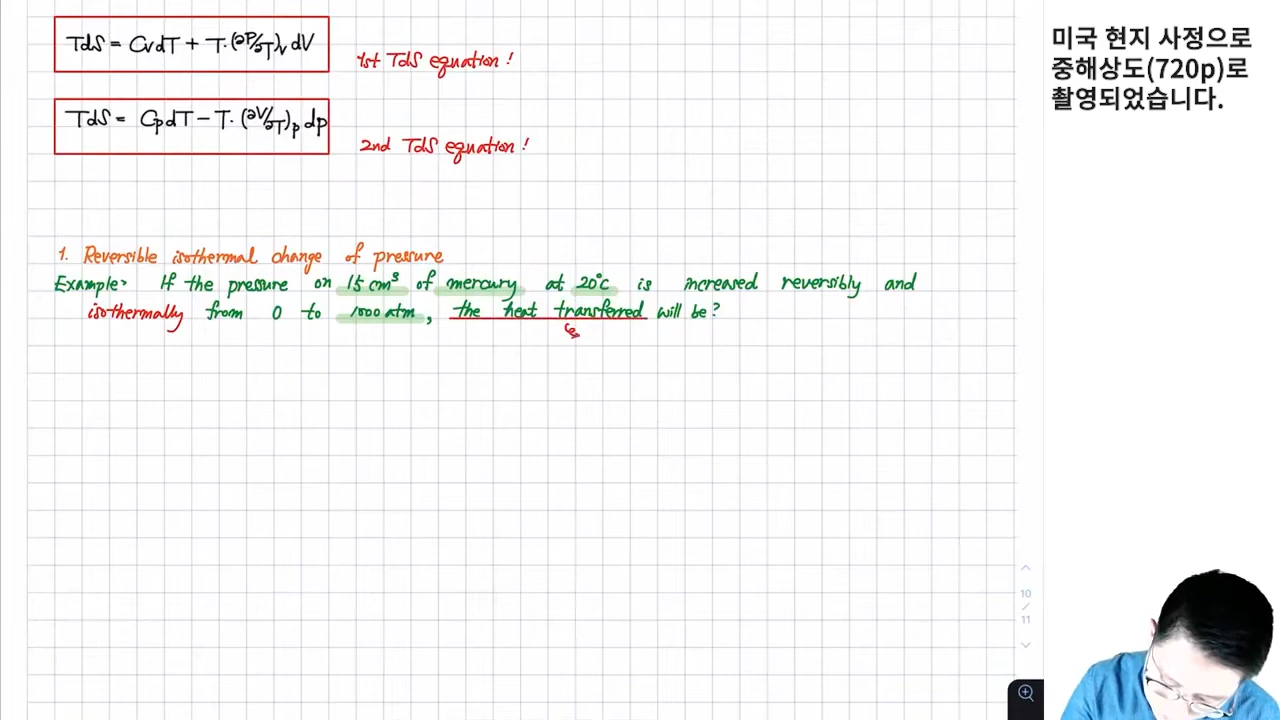 TdS = CvdT + T·(∂P/∂T)v dV
1st TdS equation!
TdS = CpdT − T·(∂V/∂T)p dp
2nd TdS equation!
1. Reversible isothermal change of pressure
Example> If the pressure on 15 cm³ of mercury at 20°C is increased reversibly and
isothermally from 0 to 1000 atm, the heat transferred will be?
미국 현지 사정으로
중해상도(720p)로
촬영되었습니다.
10
/
11